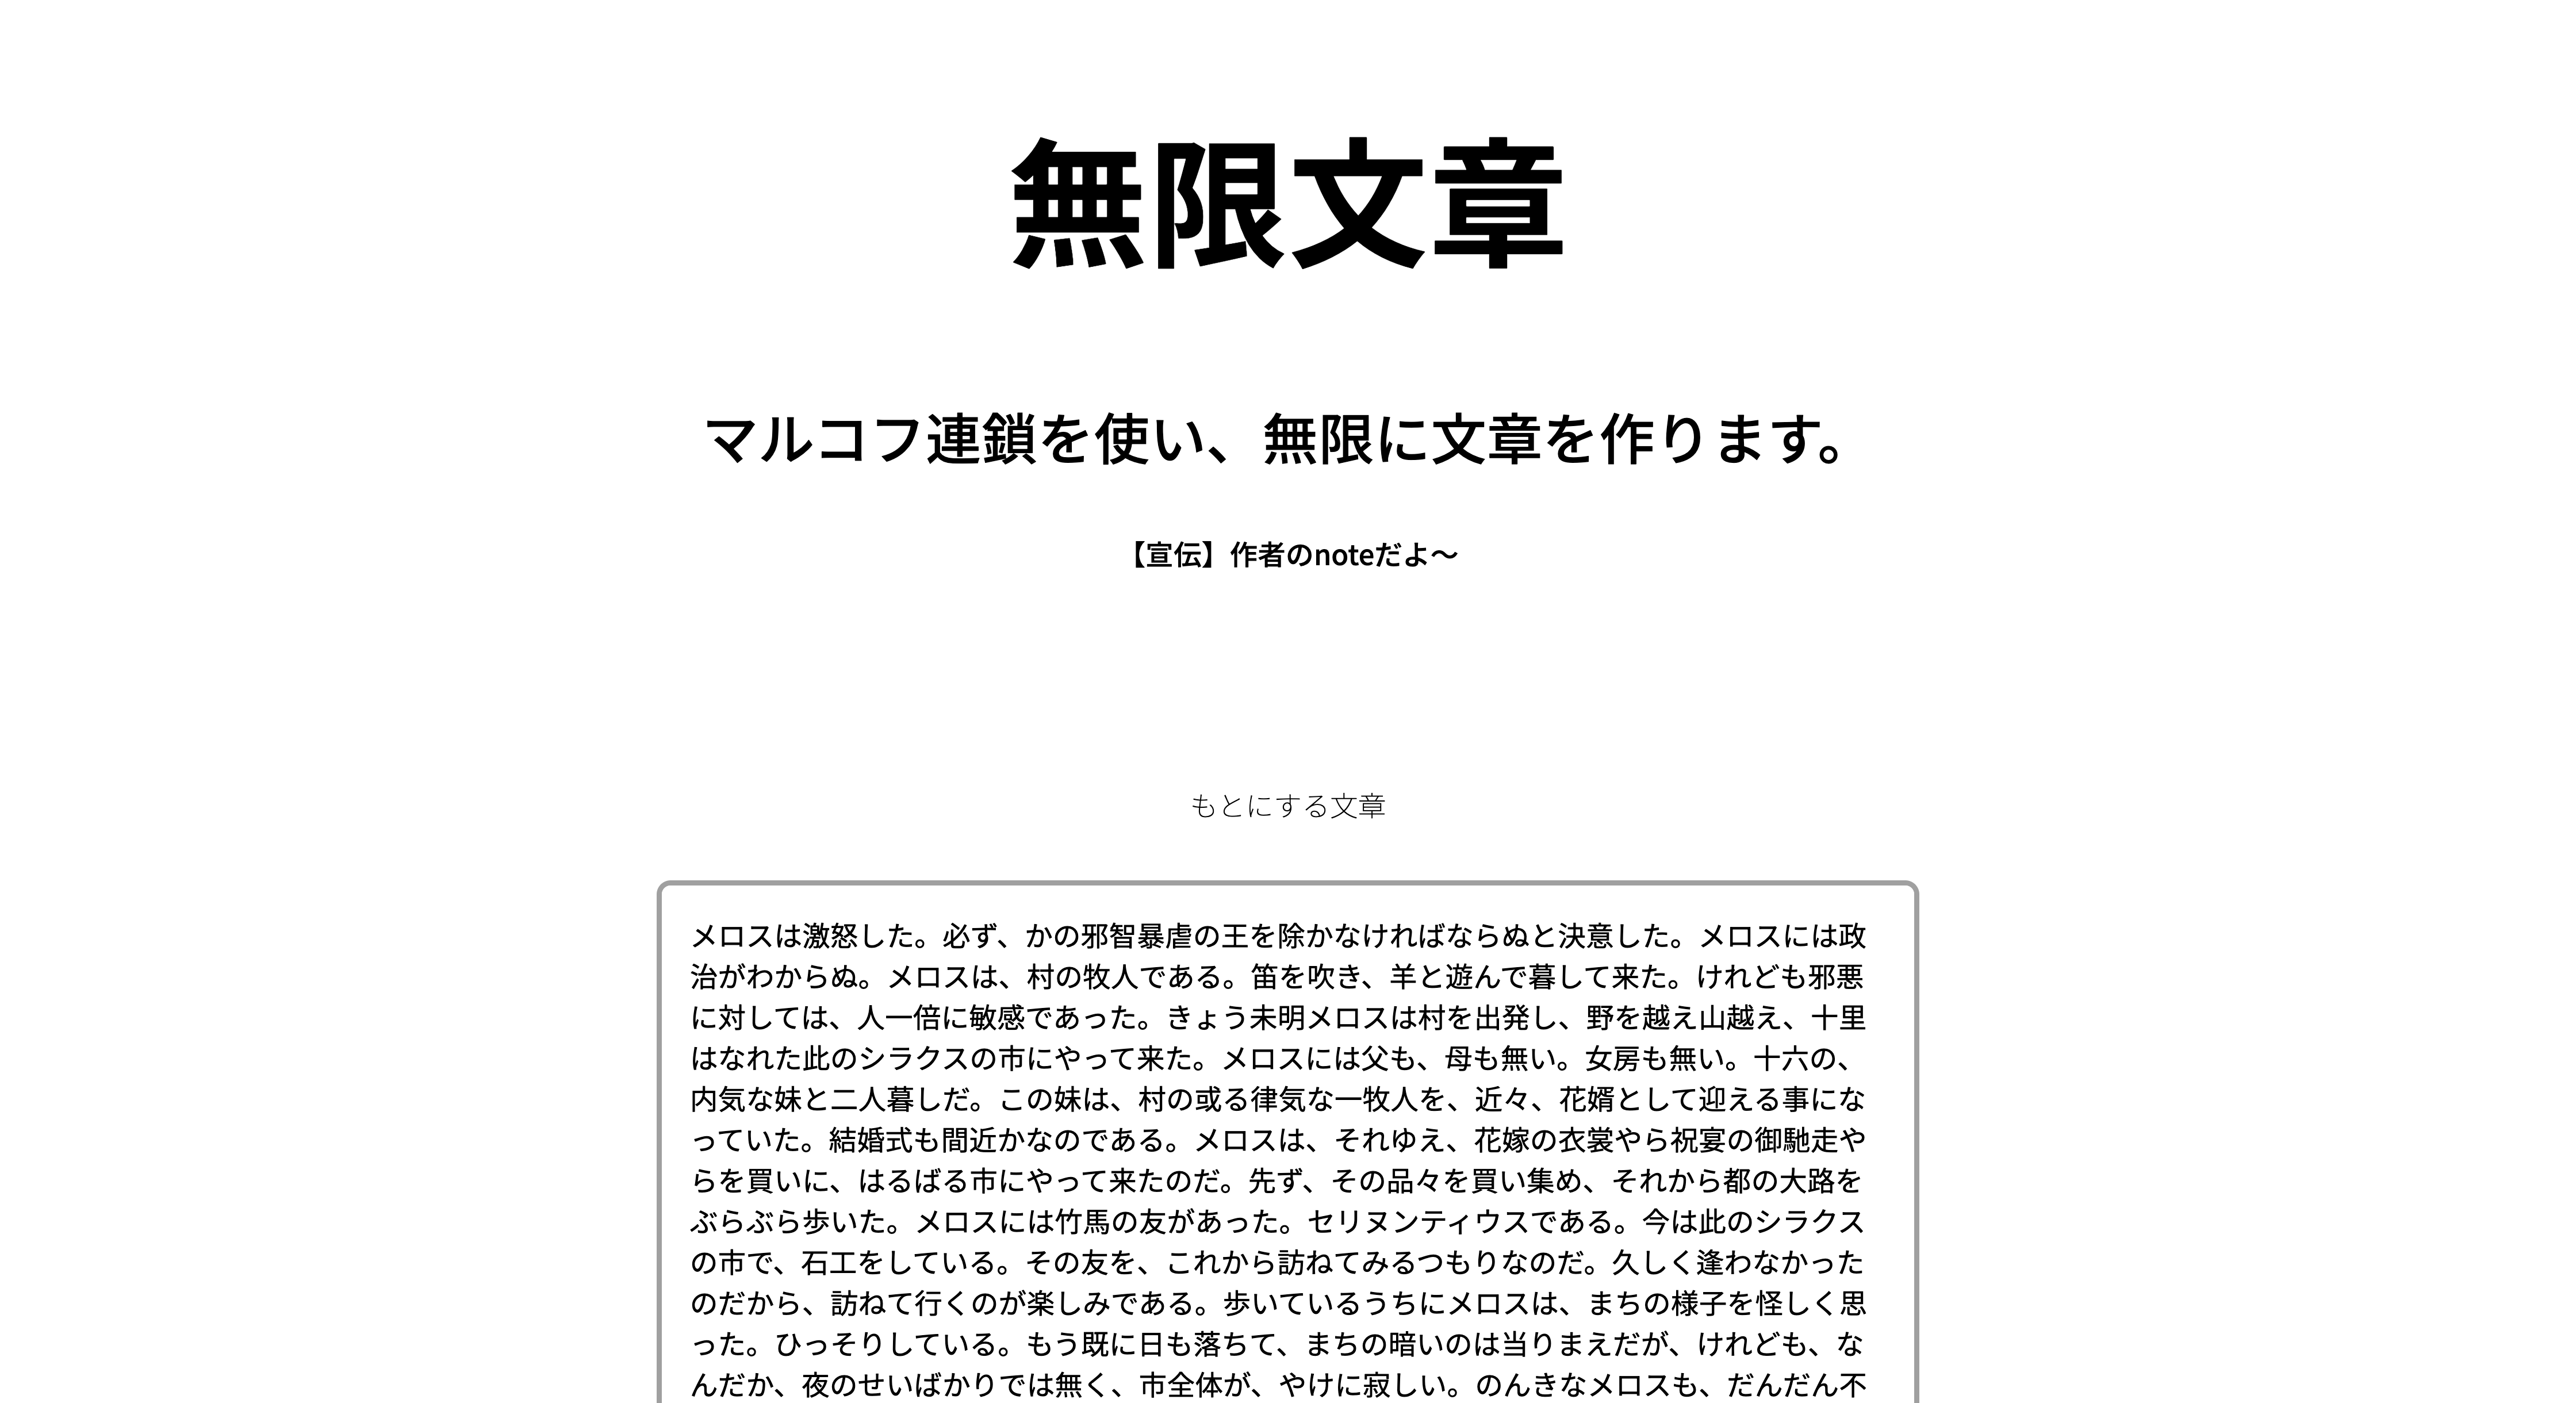 無限文章
マルコフ連鎖を使い、無限に文章を作ります。
【宣伝】作者のnoteだよ〜
もとにする文章
メロスは激怒した。必ず、かの邪智暴虐の王を除かなければならぬと決意した。メロスには政
治がわからぬ。メロスは、村の牧人である。笛を吹き、羊と遊んで暮して来た。けれども邪悪
に対しては、人一倍に敏感であった。きょう未明メロスは村を出発し、野を越え山越え、十里
はなれた此のシラクスの市にやって来た。メロスには父も、母も無い。女房も無い。十六の、
内気な妹と二人暮しだ。この妹は、村の或る律気な一牧人を、近々、花婿として迎える事にな
っていた。結婚式も間近かなのである。メロスは、それゆえ、花嫁の衣裳やら祝宴の御馳走や
らを買いに、はるばる市にやって来たのだ。先ず、その品々を買い集め、それから都の大路を
ぶらぶら歩いた。メロスには竹馬の友があった。セリヌンティウスである。今は此のシラクス
の市で、石工をしている。その友を、これから訪ねてみるつもりなのだ。久しく逢わなかった
のだから、訪ねて行くのが楽しみである。歩いているうちにメロスは、まちの様子を怪しく思
った。ひっそりしている。もう既に日も落ちて、まちの暗いのは当りまえだが、けれども、な
んだか、夜のせいばかりでは無く、市全体が、やけに寂しい。のんきなメロスも、だんだん不